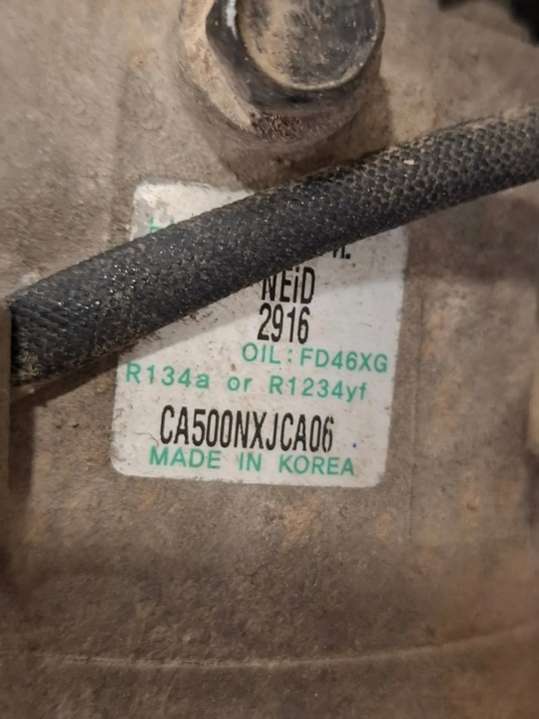 NEiD
2916
OIL:FD46XG
R134a or R1234yf
CA500NXJCA06
MADE IN KOREA